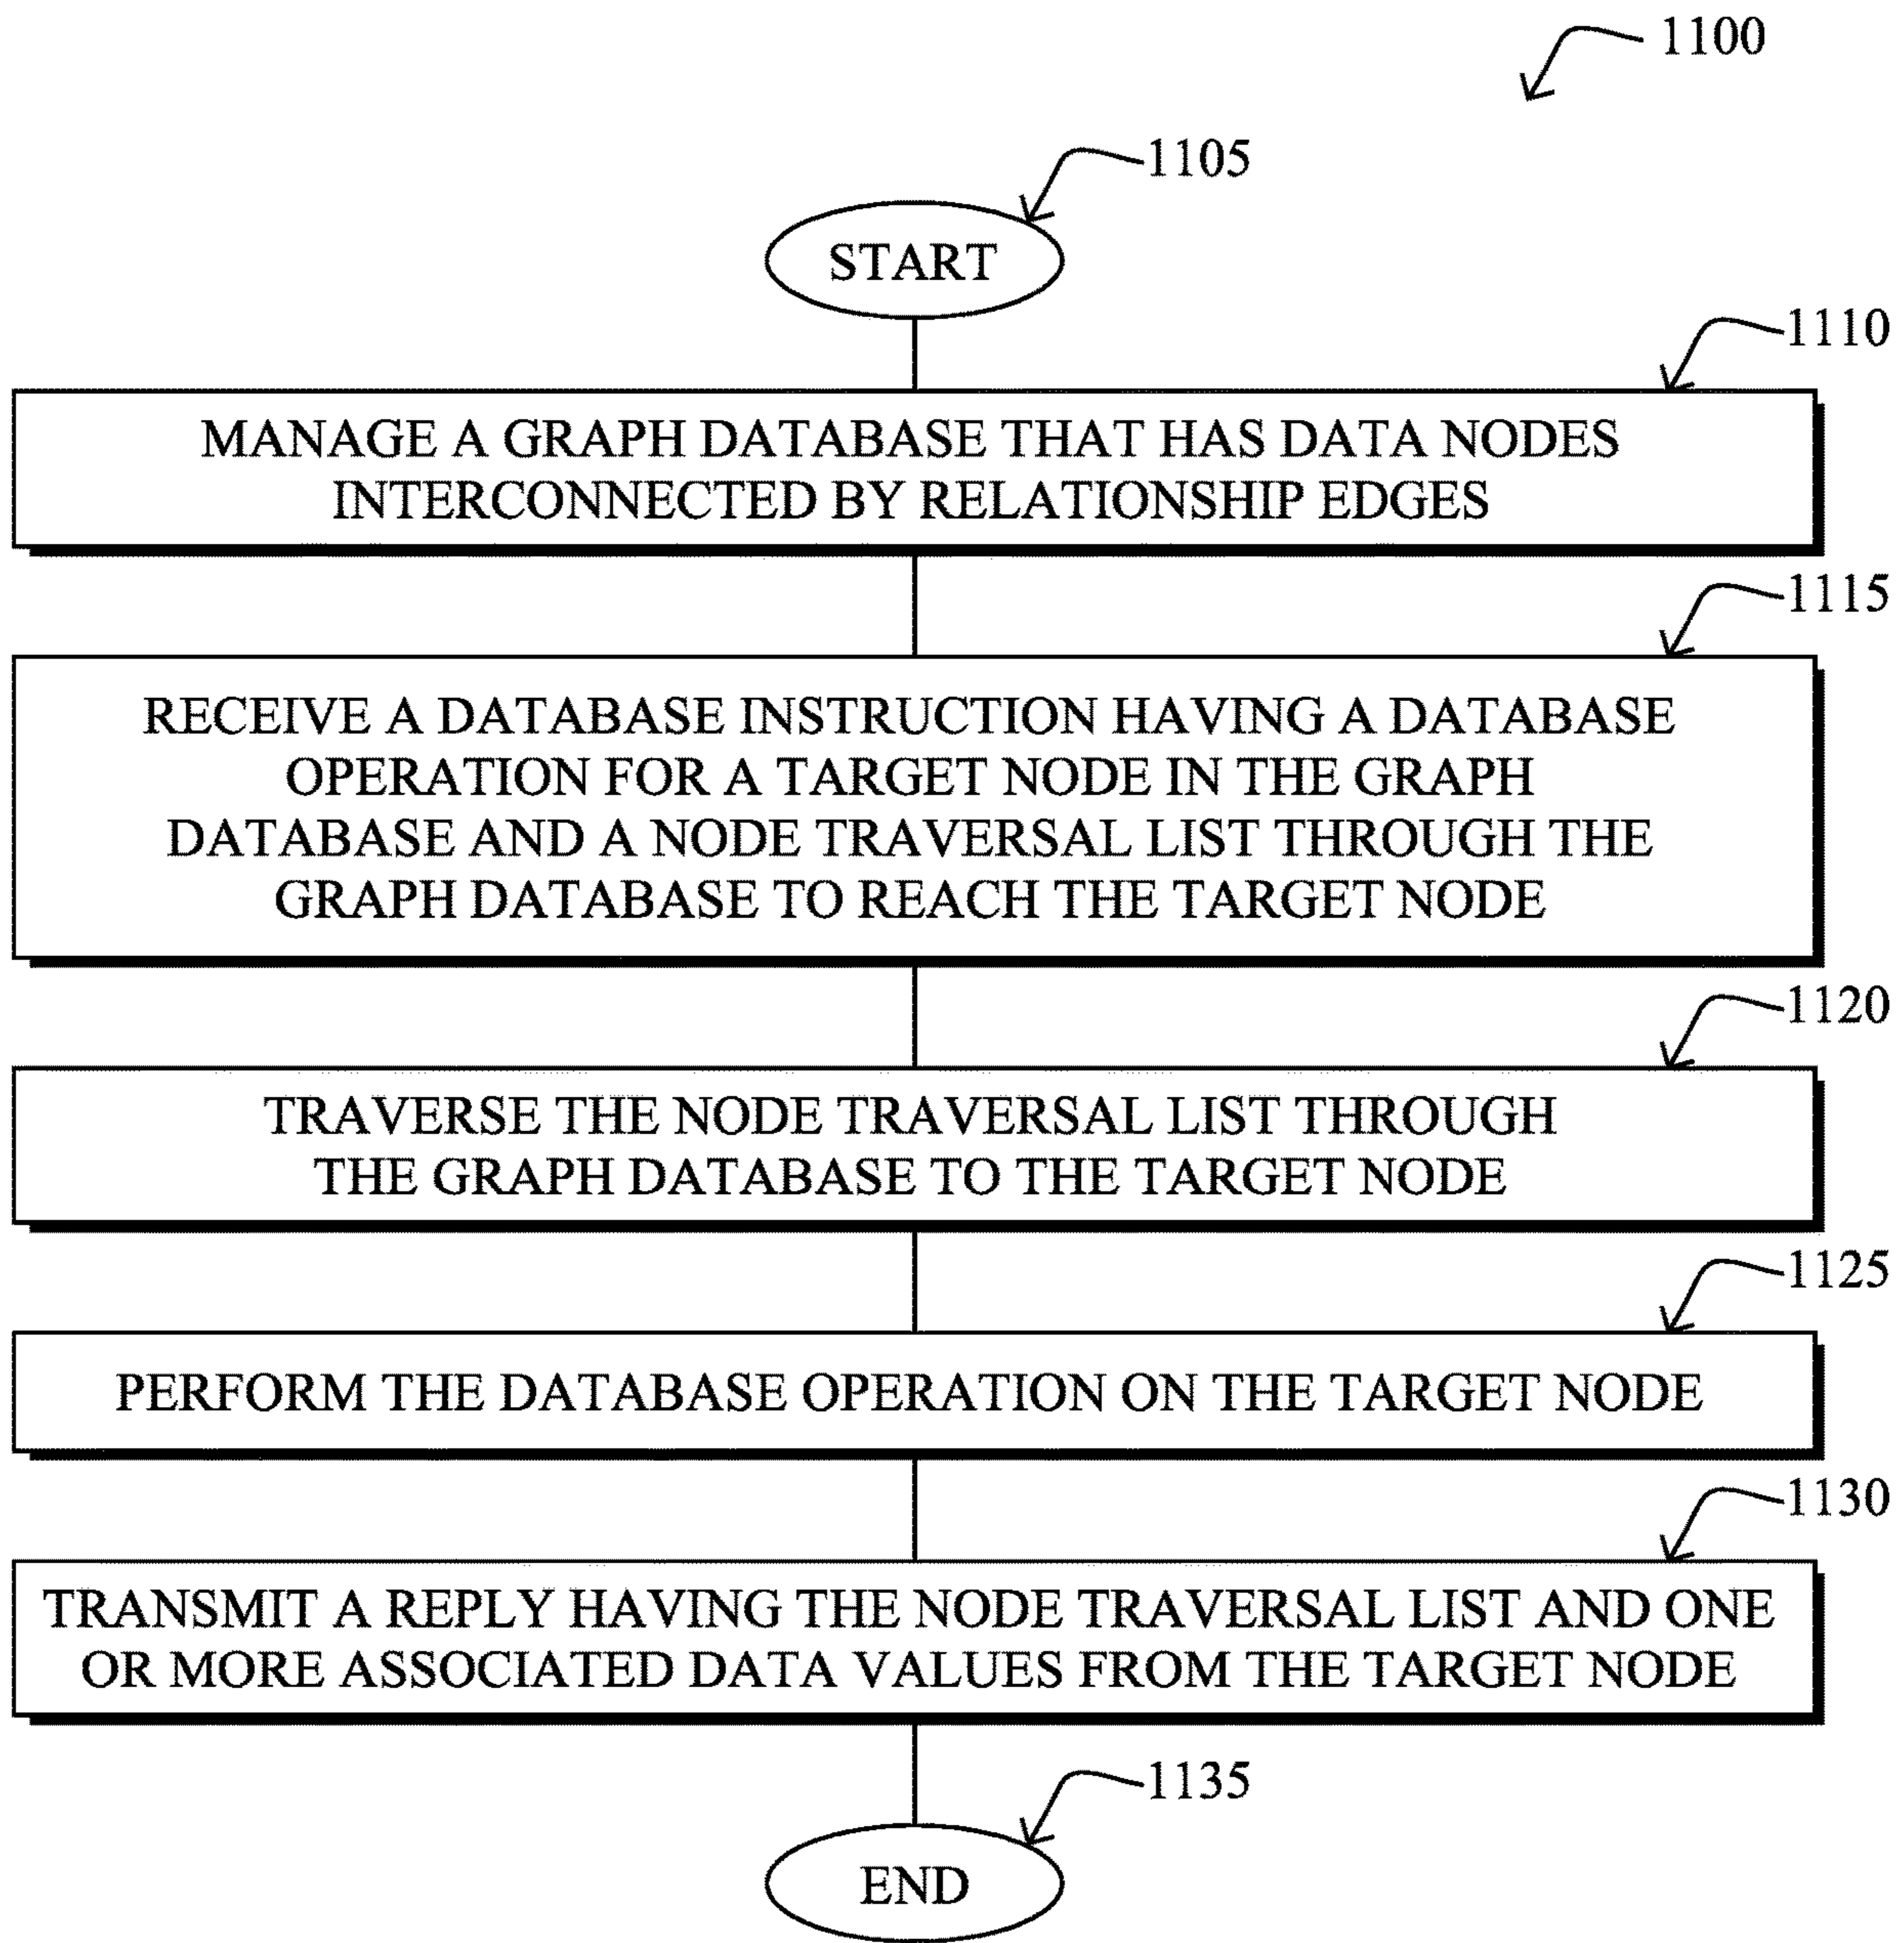 1100
1105
START
1110
MANAGE A GRAPH DATABASE THAT HAS DATA NODES
INTERCONNECTED BY RELATIONSHIP EDGES
1115
RECEIVE A DATABASE INSTRUCTION HAVING A DATABASE
OPERATION FOR A TARGET NODE IN THE GRAPH
DATABASE AND A NODE TRAVERSAL LIST THROUGH THE
GRAPH DATABASE TO REACH THE TARGET NODE
1120
TRAVERSE THE NODE TRAVERSAL LIST THROUGH
THE GRAPH DATABASE TO THE TARGET NODE
1125
PERFORM THE DATABASE OPERATION ON THE TARGET NODE
1130
TRANSMIT A REPLY HAVING THE NODE TRAVERSAL LIST AND ONE
OR MORE ASSOCIATED DATA VALUES FROM THE TARGET NODE
1135
END